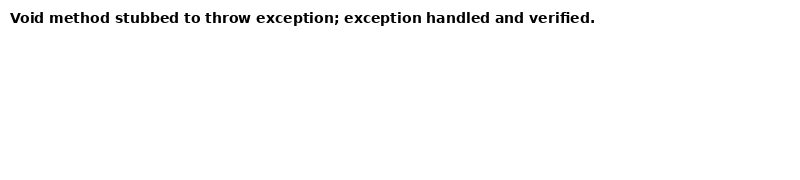 Void method stubbed to throw exception; exception handled and verified.